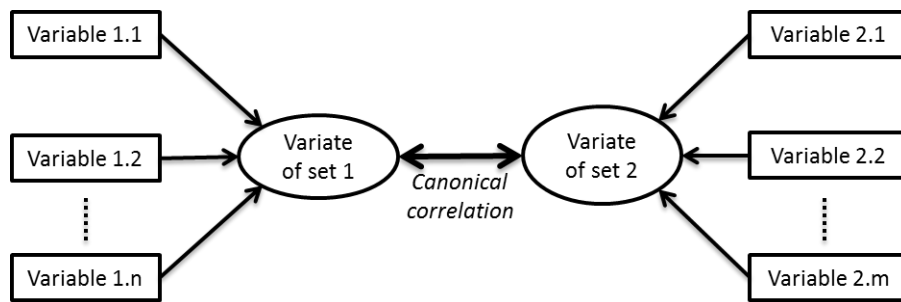 Variable 1.1
Variable 2.1
Variate
of set 1
Variate
of set 2
Variable 1.2
Variable 2.2
Canonical
correlation
Variable 1.n
Variable 2.m